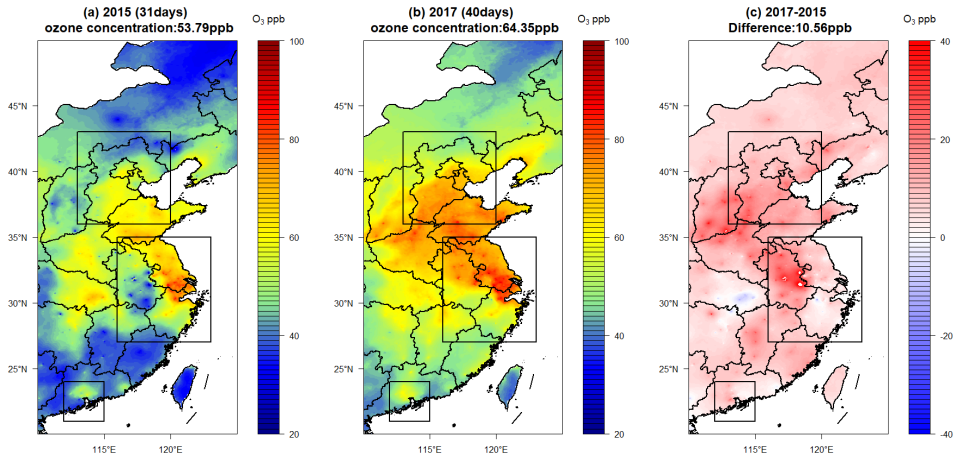 (a) 2015 (31days)
ozone concentration:53.79ppb
O3 ppb
100
80
60
40
20
45°N
40°N
35°N
30°N
25°N
115°E
120°E
(b) 2017 (40days)
ozone concentration:64.35ppb
O3 ppb
100
80
60
40
20
45°N
40°N
35°N
30°N
25°N
115°E
120°E
(c) 2017-2015
Difference:10.56ppb
O3 ppb
40
20
0
-20
-40
45°N
40°N
35°N
30°N
25°N
115°E
120°E